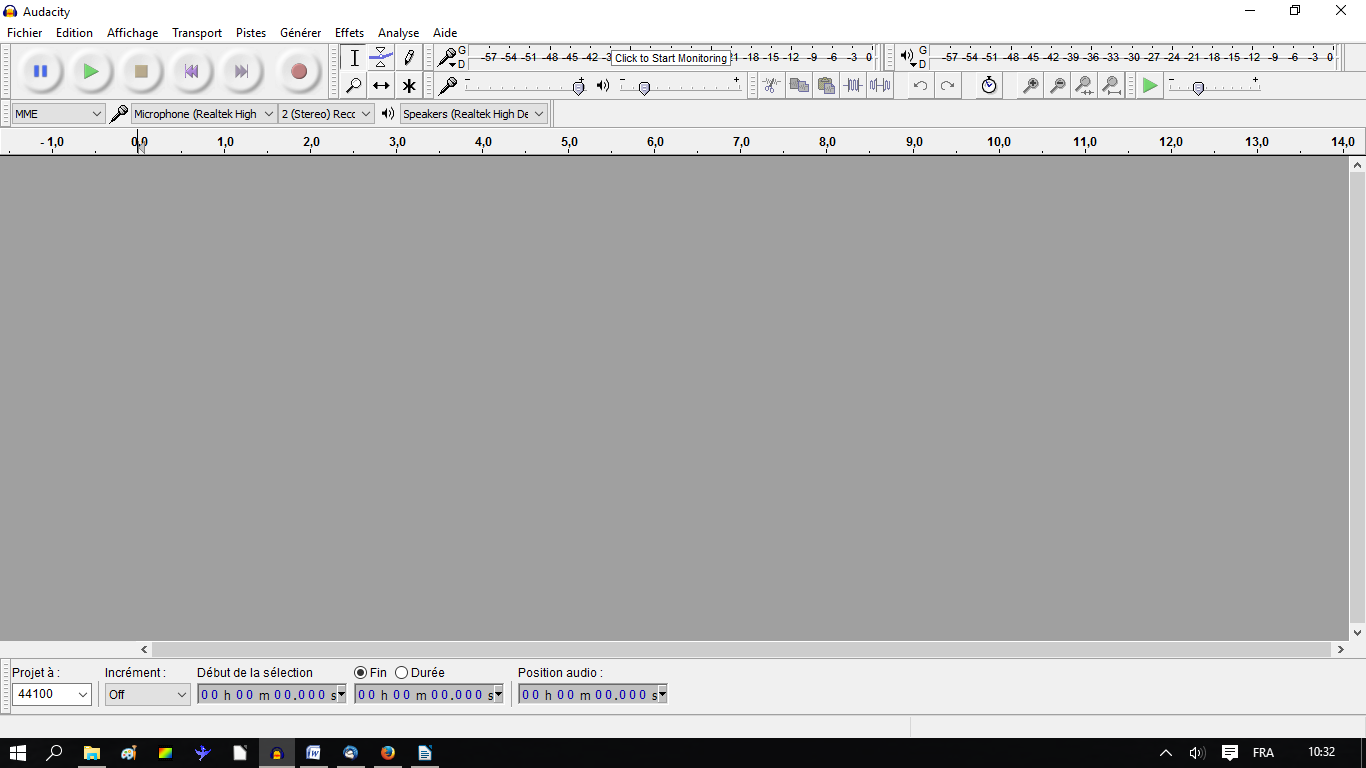 Audacity
Fichier Edition Affichage Transport Pistes Générer Effets Analyse Aide
G
D
-57 -54 -51 -48 -45 -42 -3 Click to Start Monitoring 21 -18 -15 -12 -9 -6 -3 0
G
D
-57 -54 -51 -48 -45 -42 -39 -36 -33 -30 -27 -24 -21 -18 -15 -12 -9 -6 -3 0
- + - + - +
MME Microphone (Realtek High 2 (Stereo) Recc Speakers (Realtek High De
- 1,0 0,0 1,0 2,0 3,0 4,0 5,0 6,0 7,0 8,0 9,0 10,0 11,0 12,0 13,0 14,0
Projet à : Incrément : Début de la sélection Fin Durée Position audio :
44100 Off 00 h 00 m 00.000 s 00 h 00 m 00.000 s 00 h 00 m 00.000 s
FRA 10:32